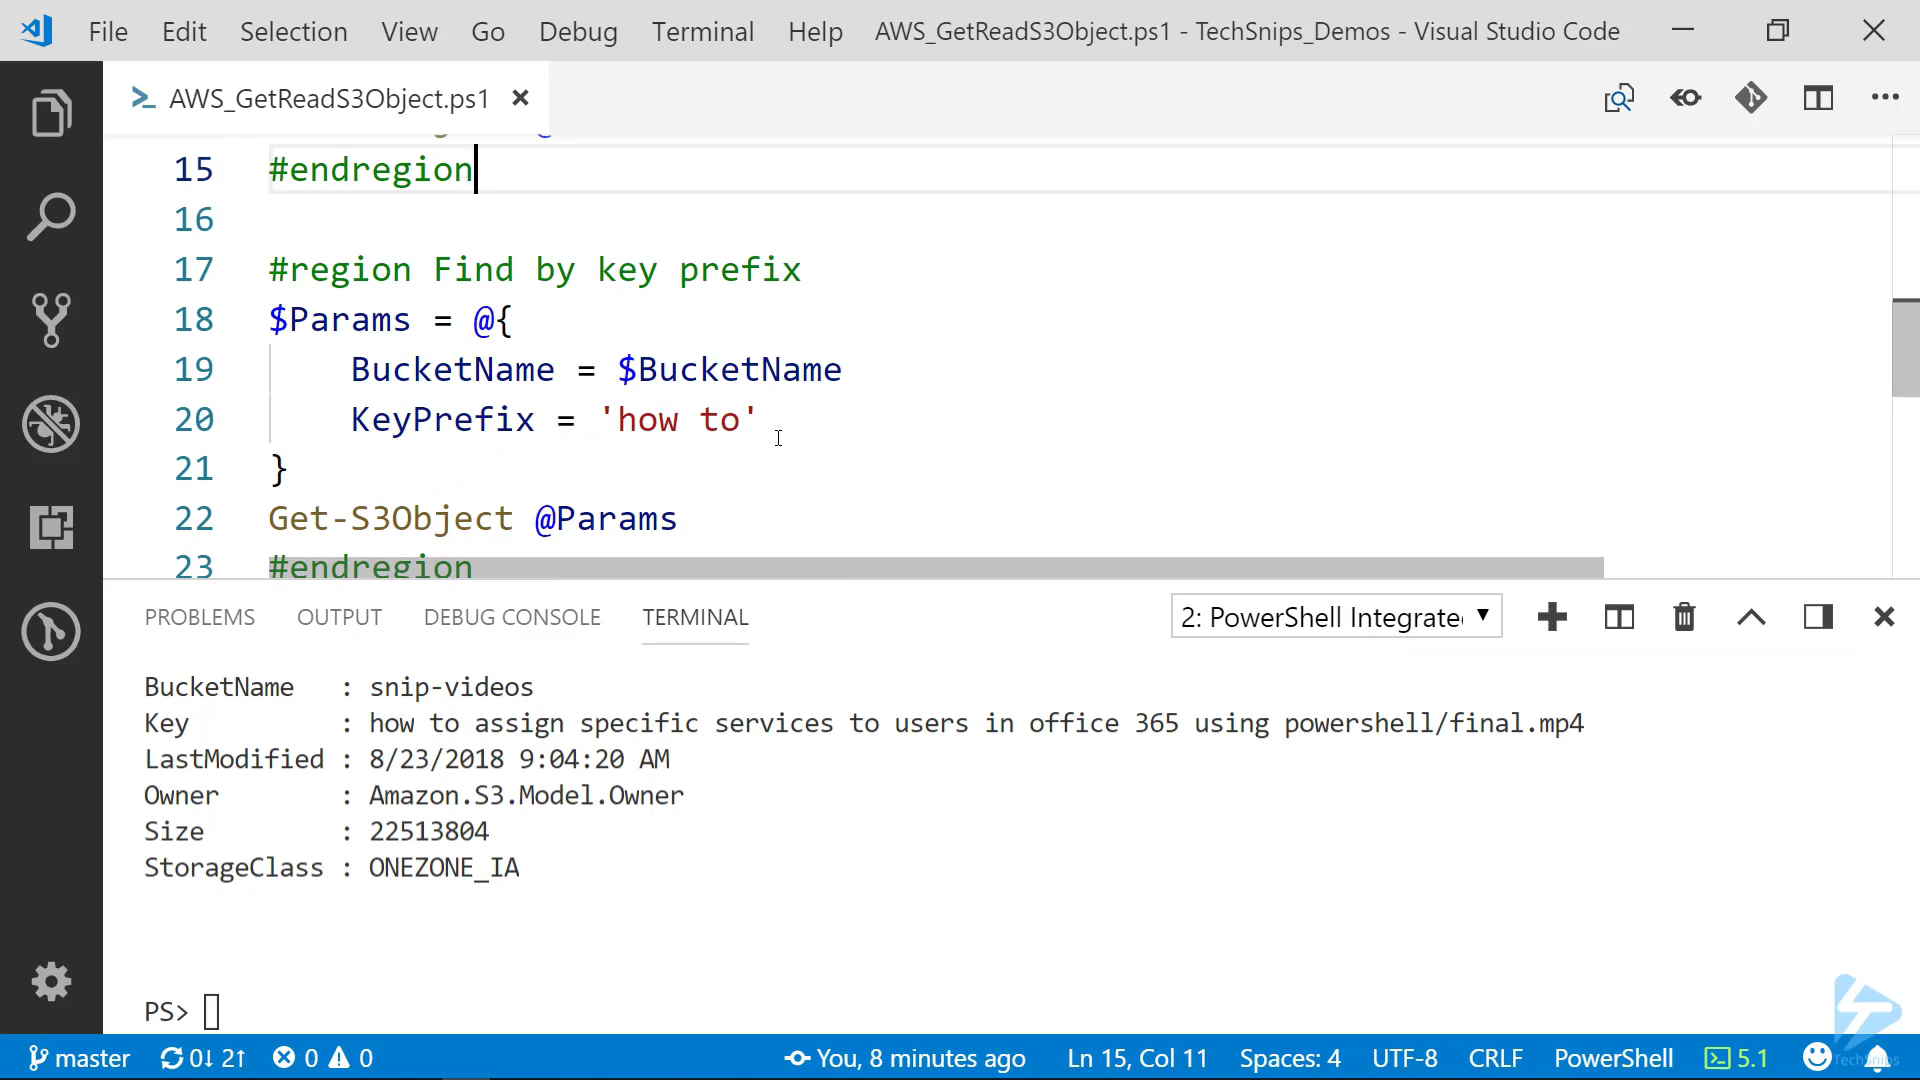 File Edit Selection View Go Debug Terminal Help AWS_GetReadS3Object.ps1 - TechSnips_Demos - Visual Studio Code
AWS_GetReadS3Object.ps1
15 #endregion
16
17 #region Find by key prefix
18 $Params = @{
19 BucketName = $BucketName
20 KeyPrefix = 'how to'
21 }
22 Get-S3Object @Params
23 #endregion
PROBLEMS OUTPUT DEBUG CONSOLE TERMINAL 2: PowerShell Integrate
BucketName : snip-videos
Key : how to assign specific services to users in office 365 using powershell/final.mp4
LastModified : 8/23/2018 9:04:20 AM
Owner : Amazon.S3.Model.Owner
Size : 22513804
StorageClass : ONEZONE_IA
PS>
master 0↓ 2↑ 0 0 You, 8 minutes ago Ln 15, Col 11 Spaces: 4 UTF-8 CRLF PowerShell 5.1
TechSnips